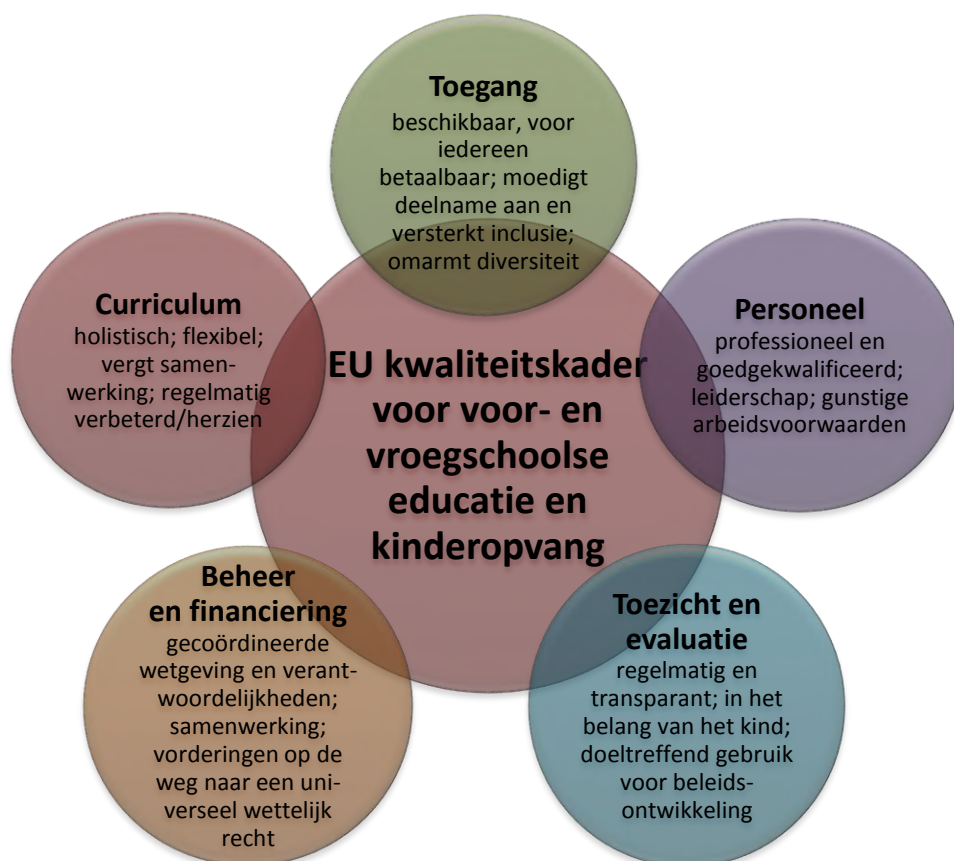 Toegang
beschikbaar, voor
iedereen
betaalbaar; moedigt
deelname aan en
versterkt inclusie;
omarmt diversiteit
Curriculum
holistisch; flexibel;
vergt samen-
werking; regelmatig
verbeterd/herzien
EU kwaliteitskader
voor voor- en
vroegschoolse
educatie en
kinderopvang
Personeel
professioneel en
goedgekwalificeerd;
leiderschap; gunstige
arbeidsvoorwaarden
Beheer
en financiering
gecoördineerde
wetgeving en verant-
woordelijkheden;
samenwerking;
vorderingen op de
weg naar een uni-
verseel wettelijk
recht
Toezicht en
evaluatie
regelmatig en
transparant; in het
belang van het kind;
doeltreffend gebruik
voor beleids-
ontwikkeling